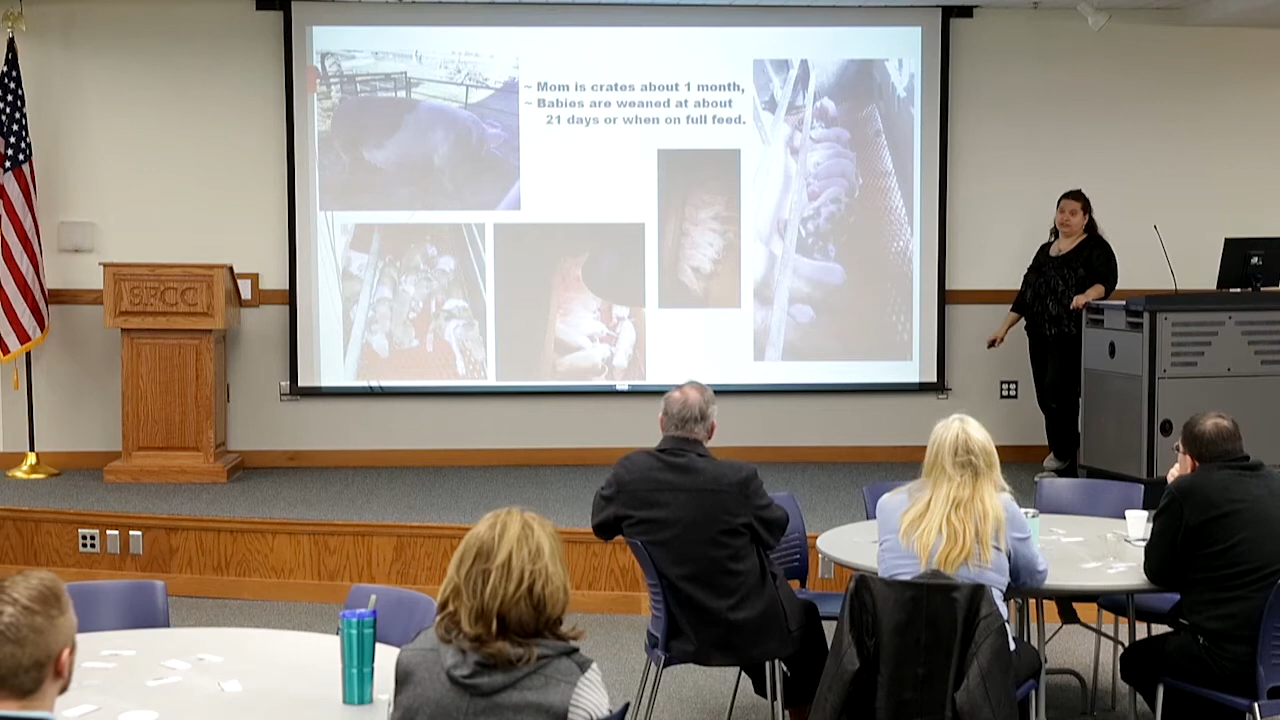 ~ Mom is crates about 1 month,
~ Babies are weaned at about
21 days or when on full feed.
SFCC